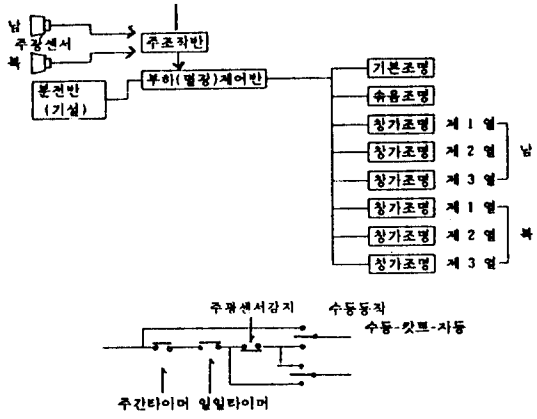 남
주광센서
북
주조작반
분전반
(기설)
부하(멸광)제어반
기본조명
솎음조명
창가조명 제 1 열
창가조명 제 2 열
창가조명 제 3 열
남
창가조명 제 1 열
창가조명 제 2 열
창가조명 제 3 열
북
주광센서감지
수동동작
수동-캇트-자동
주간타이머 일일타이머